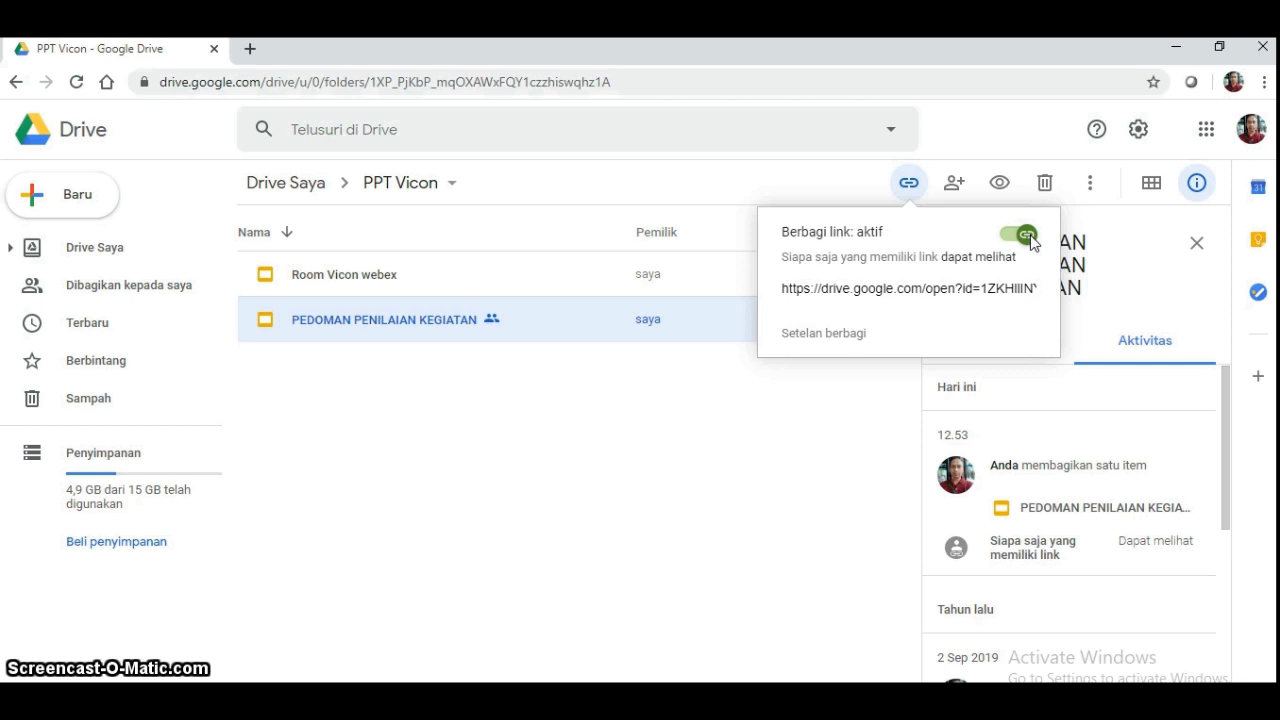 PPT Vicon - Google Drive
drive.google.com/drive/u/0/folders/1XP_PjKbP_mqOXAWxFQY1czzhiswqhz1A
Drive
Telusuri di Drive
Baru
Drive Saya
PPT Vicon
Nama
Pemilik
Drive Saya
Dibagikan kepada saya
Terbaru
Berbintang
Sampah
Penyimpanan
4,9 GB dari 15 GB telah
digunakan
Beli penyimpanan
Room Vicon webex
saya
PEDOMAN PENILAIAN KEGIATAN
saya
Berbagi link: aktif
Siapa saja yang memiliki link dapat melihat
https://drive.google.com/open?id=1ZKHIIIN
Setelan berbagi
AN
AN
AN
Aktivitas
31
Hari ini
12.53
Anda membagikan satu item
PEDOMAN PENILAIAN KEGIA...
Siapa saja yang
memiliki link
Dapat melihat
Tahun lalu
2 Sep 2019
Activate Windows
Go to Settings to activate Windows
Screencast-O-Matic.com